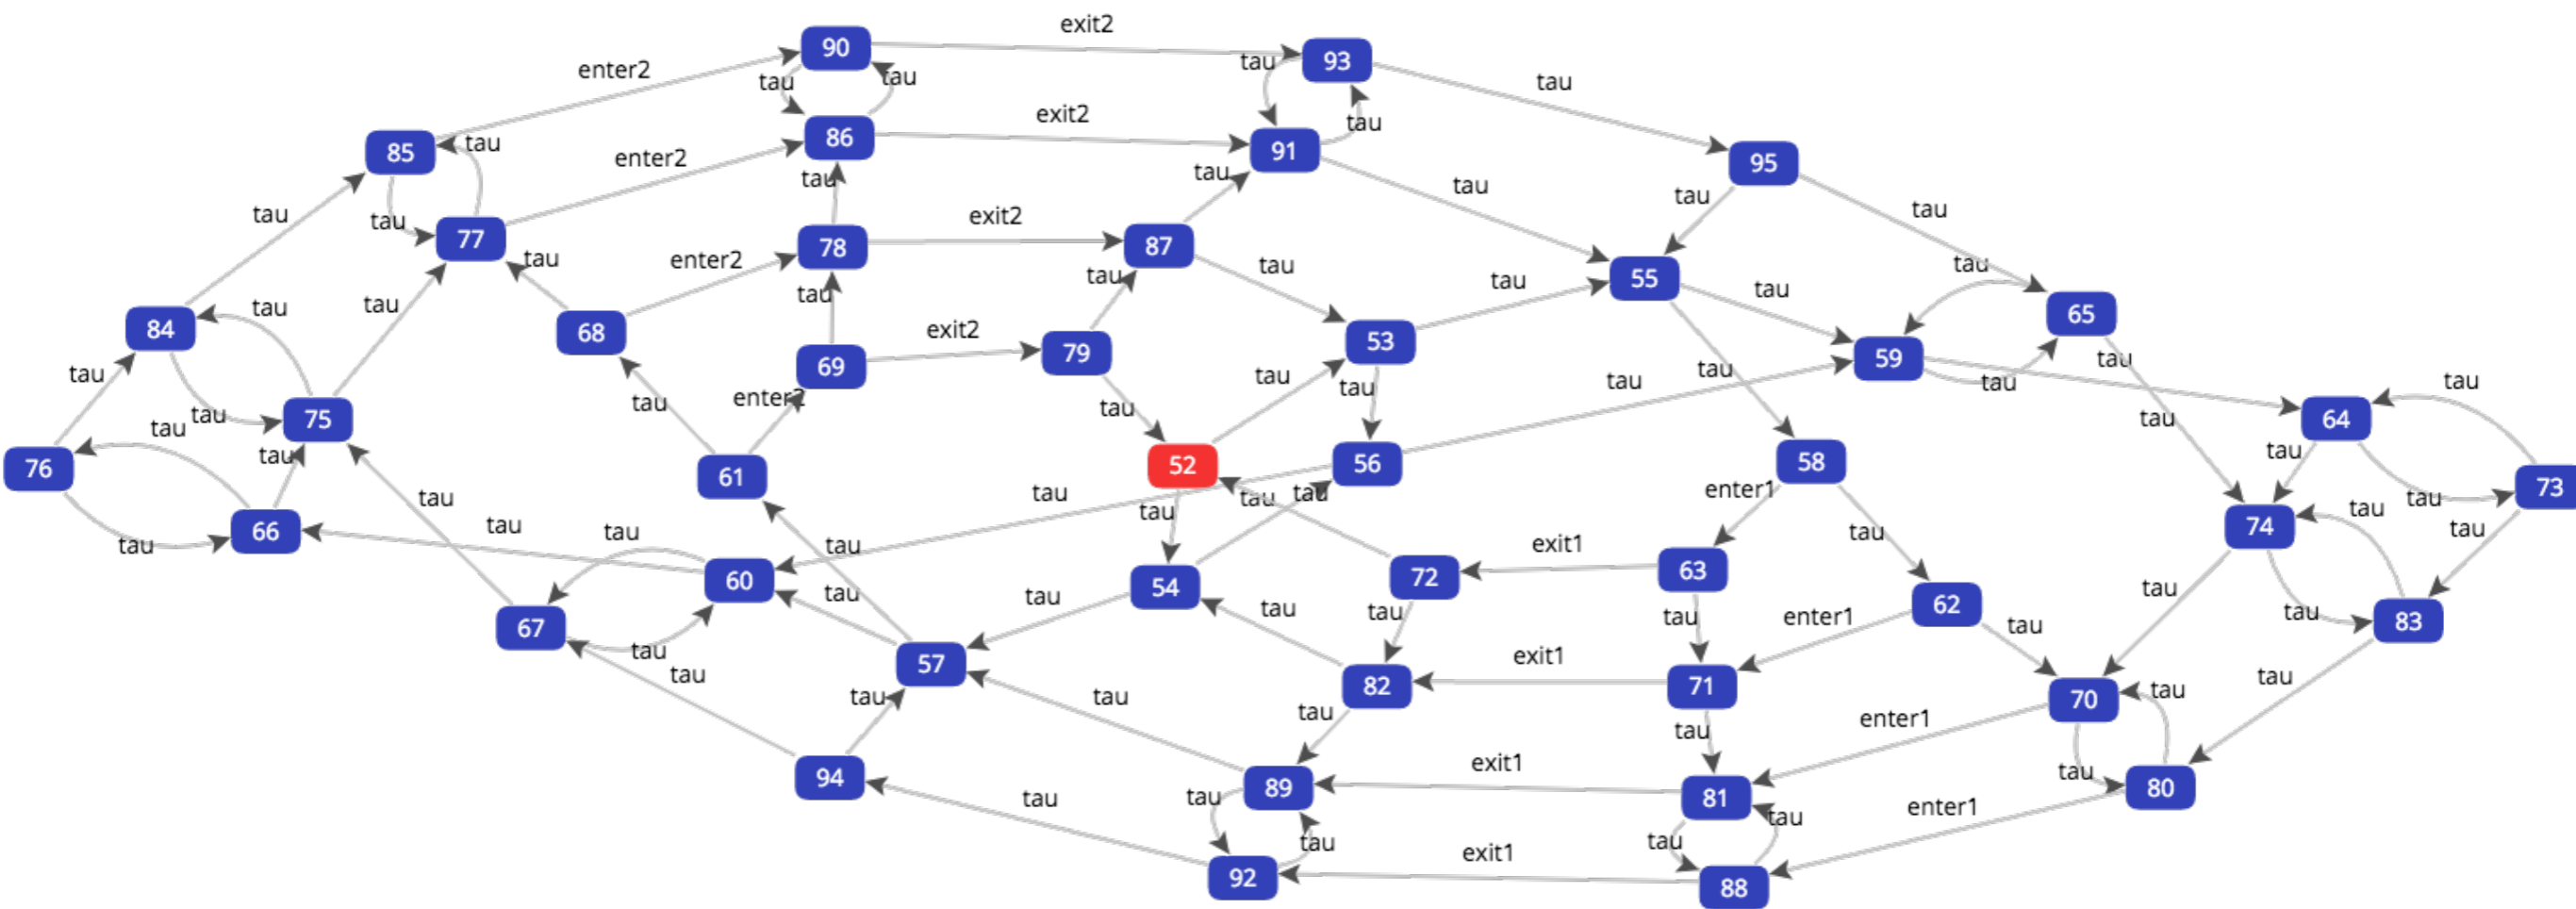 exit2
90
93
tau
enter2
tau
tau
tau
exit2
tau
86
tau
85
tau
91
enter2
95
tau
tau
tau
tau
tau
exit2
tau
tau
77
78
87
tau
enter2
tau
tau
tau
55
tau
tau
tau
tau
tau
65
84
tau
68
exit2
53
79
59
69
tau
tau
tau
tau
tau
tau
tau
enter2
tau
tau
tau
64
tau
75
tau
tau
tau
76
61
52
56
58
73
tau
tau
tau
tau
enter1
tau
tau
66
tau
tau
tau
74
tau
tau
tau
tau
exit1
60
54
72
63
tau
tau
tau
tau
tau
62
tau
67
tau
enter1
tau
tau
83
tau
57
exit1
tau
82
71
tau
tau
tau
tau
70
tau
tau
enter1
94
tau
exit1
tau
89
tau
81
enter1
80
tau
tau
tau
tau
exit1
92
88